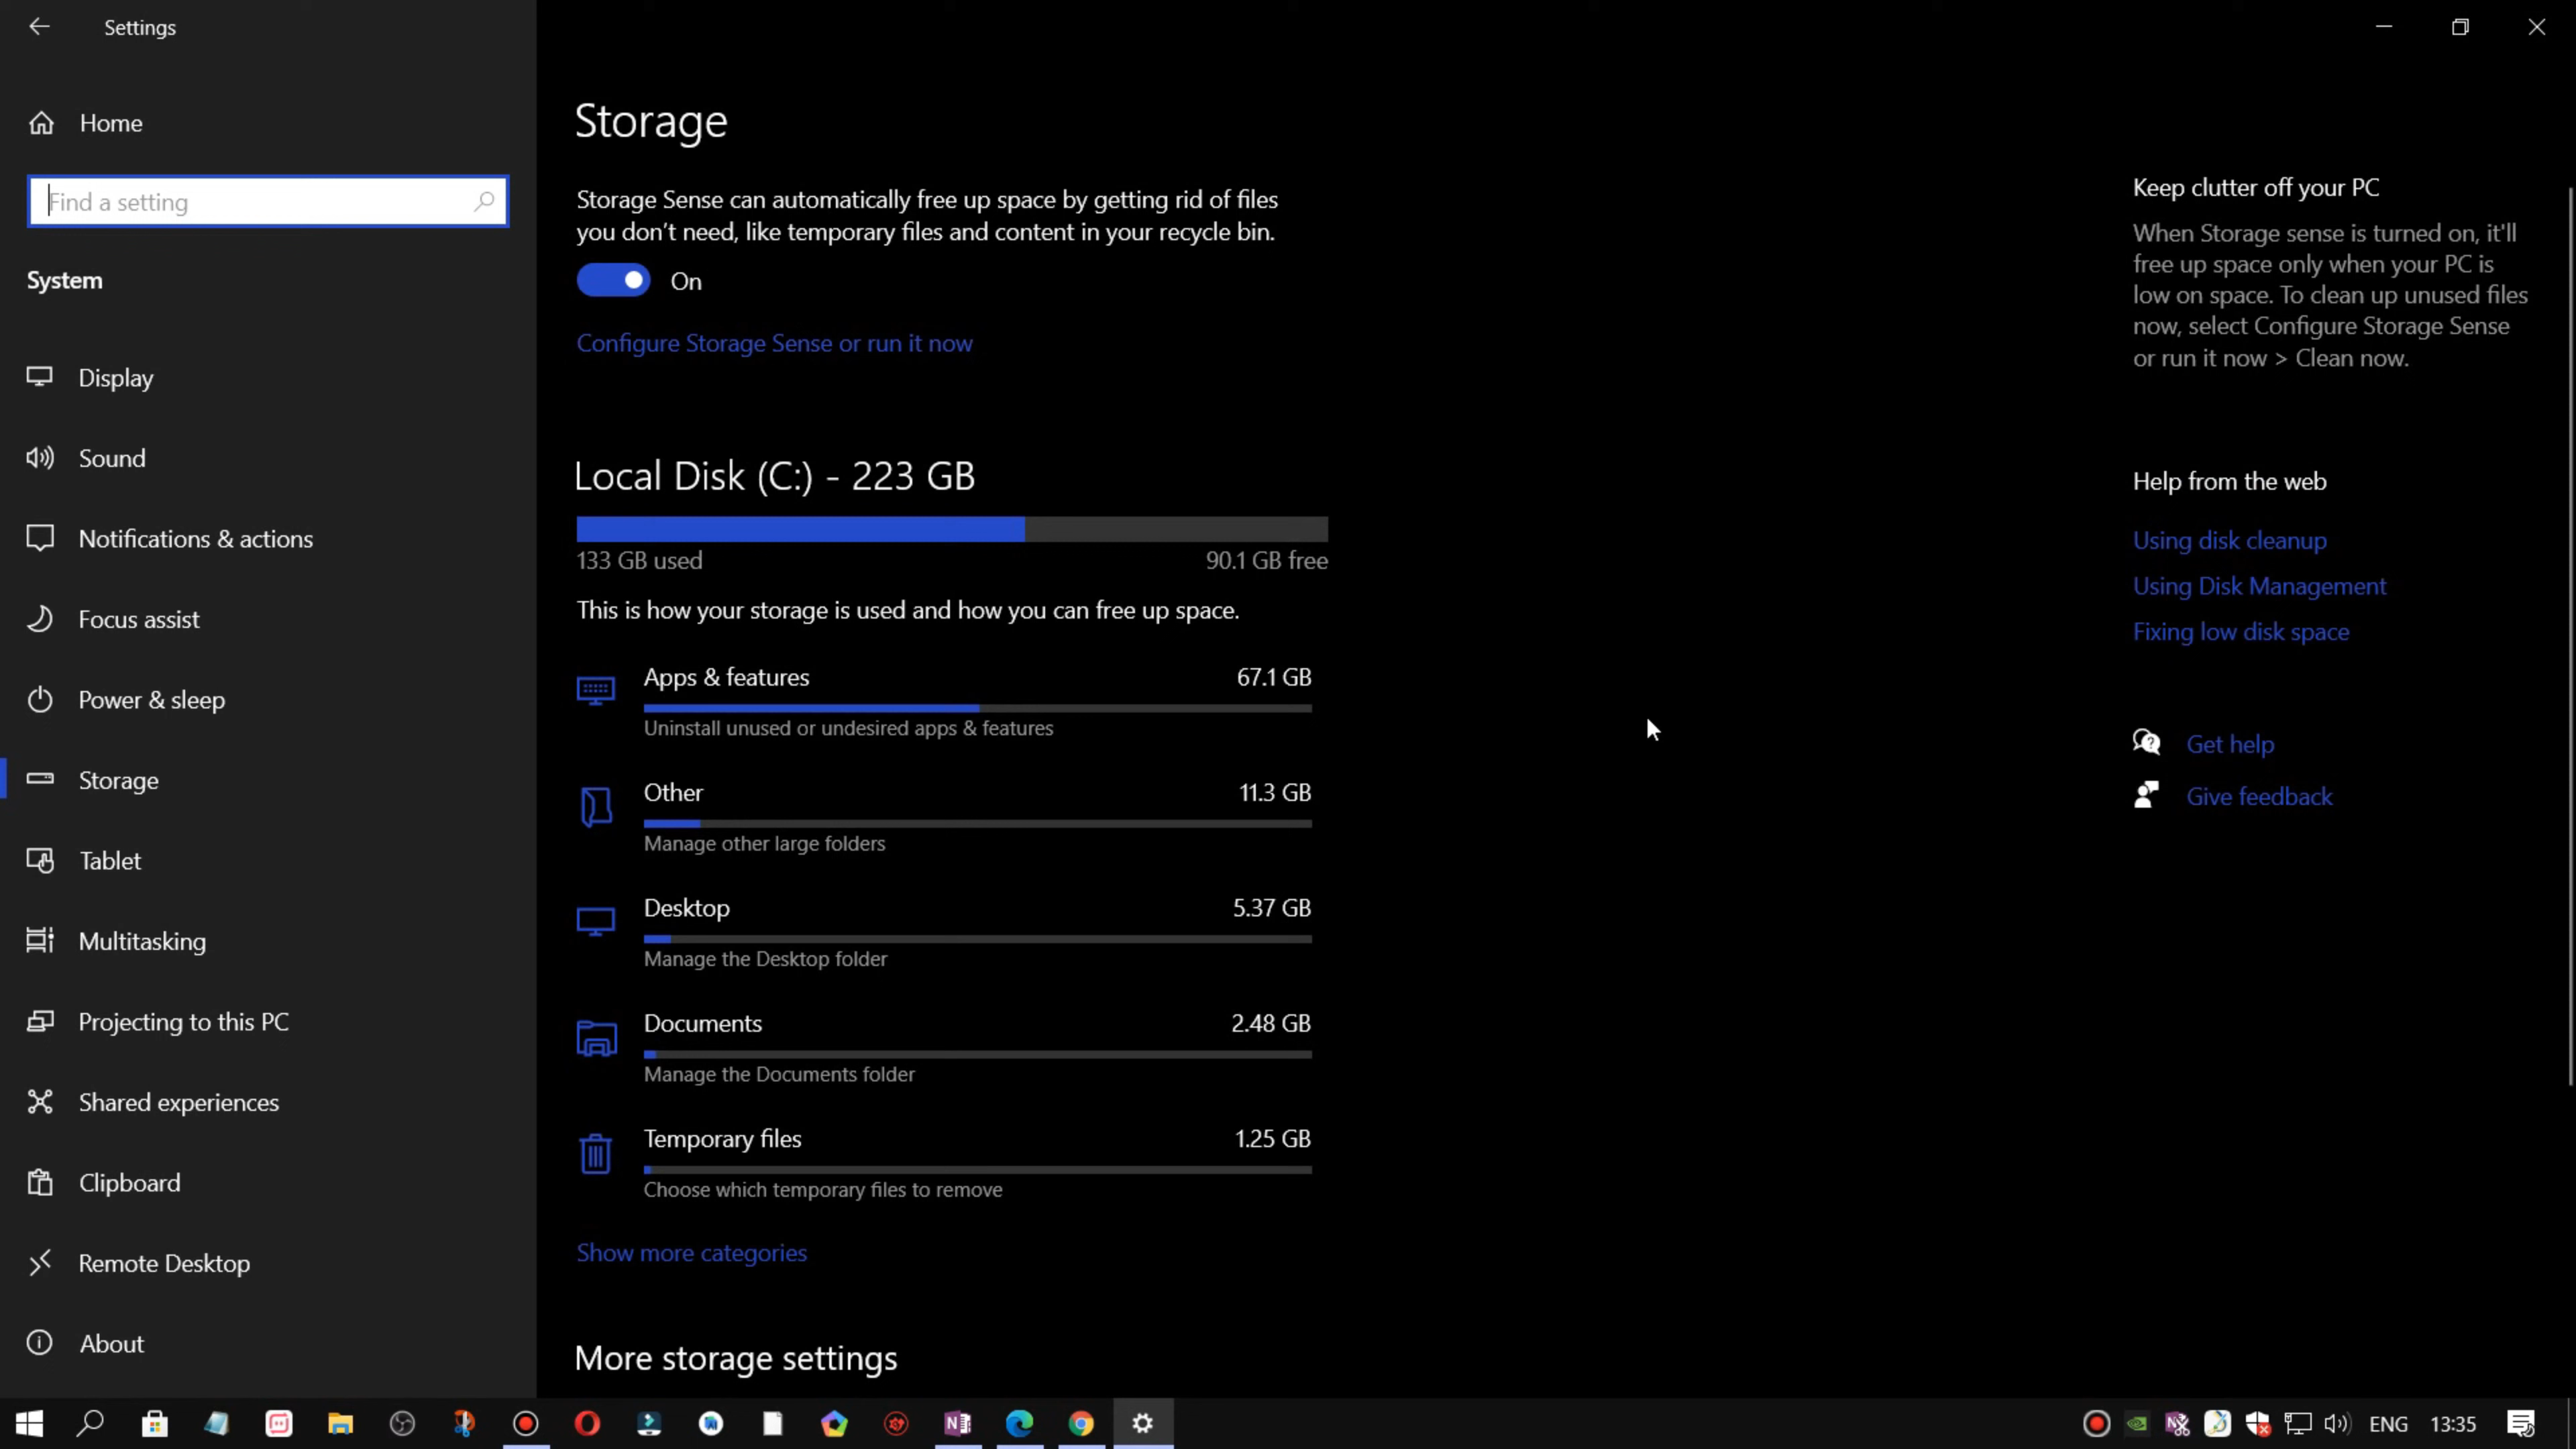 Settings
Home
Find a setting
System
Display
Sound
Notifications & actions
Focus assist
Power & sleep
Storage
Tablet
Multitasking
Projecting to this PC
Shared experiences
Clipboard
Remote Desktop
About
Storage
Storage Sense can automatically free up space by getting rid of files
you don't need, like temporary files and content in your recycle bin.
On
Configure Storage Sense or run it now
Local Disk (C:) - 223 GB
133 GB used 90.1 GB free
This is how your storage is used and how you can free up space.
Apps & features 67.1 GB
Uninstall unused or undesired apps & features
Other 11.3 GB
Manage other large folders
Desktop 5.37 GB
Manage the Desktop folder
Documents 2.48 GB
Manage the Documents folder
Temporary files 1.25 GB
Choose which temporary files to remove
Show more categories
More storage settings
Keep clutter off your PC
When Storage sense is turned on, it'll
free up space only when your PC is
low on space. To clean up unused files
now, select Configure Storage Sense
or run it now > Clean now.
Help from the web
Using disk cleanup
Using Disk Management
Fixing low disk space
Get help
Give feedback
ENG 13:35